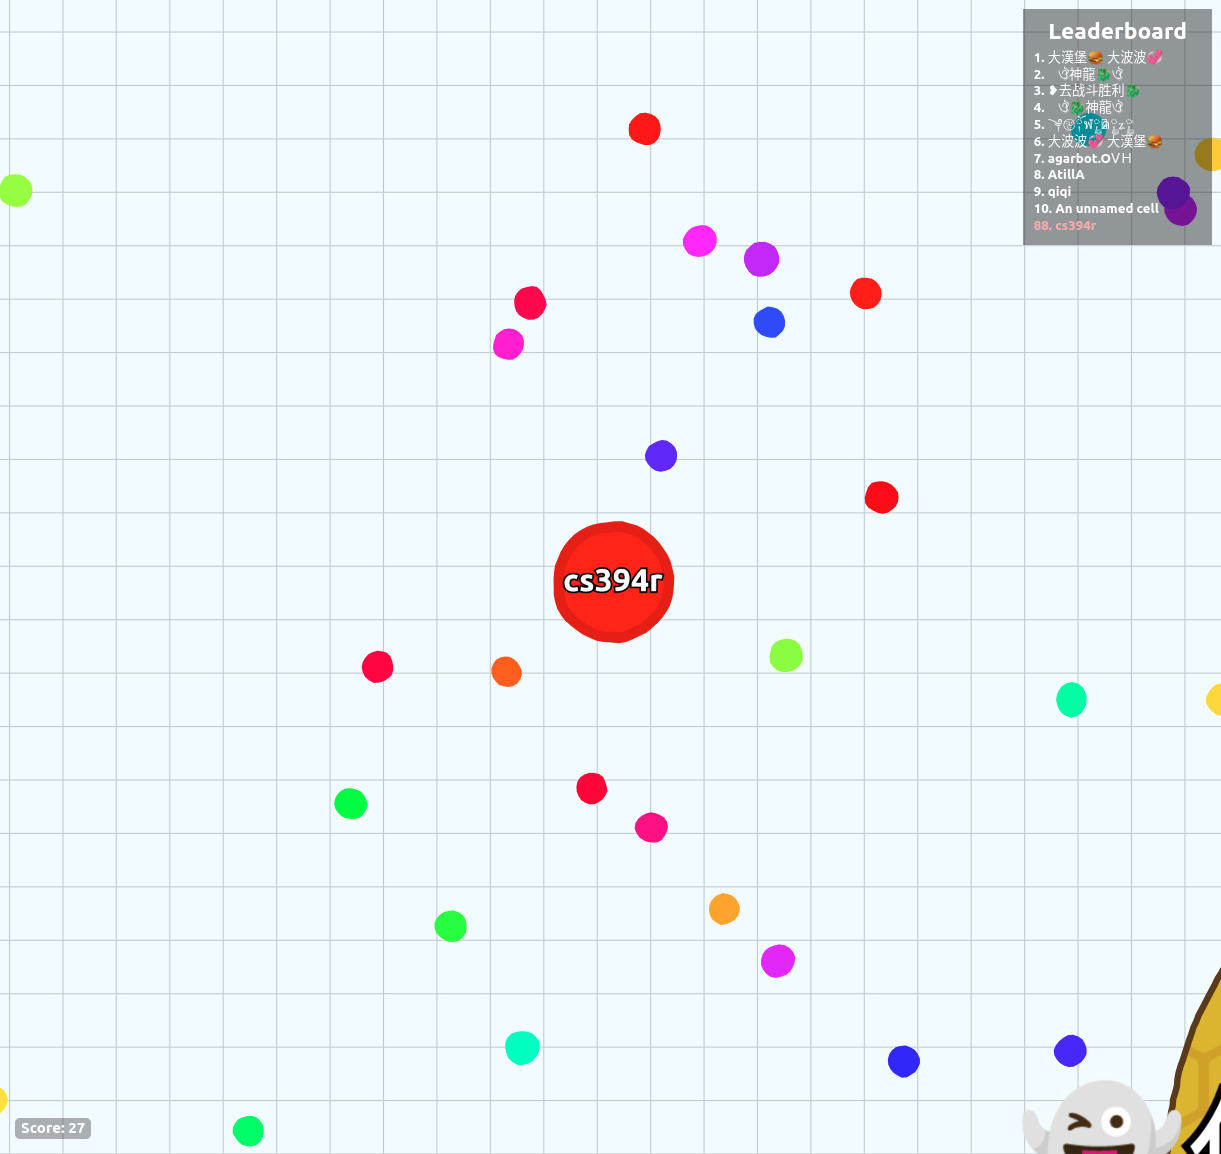 Leaderboard
1. 大漢堡🍔 大波波💞
2. 神龍🐉
3. ❥去战斗胜利🐉
4. 🐉神龍
5.
6. 大波波💞 大漢堡🍔
7. agarbot.OVH
8. AtillA
9. qiqi
10. An unnamed cell
88. cs394r
cs394r
Score: 27